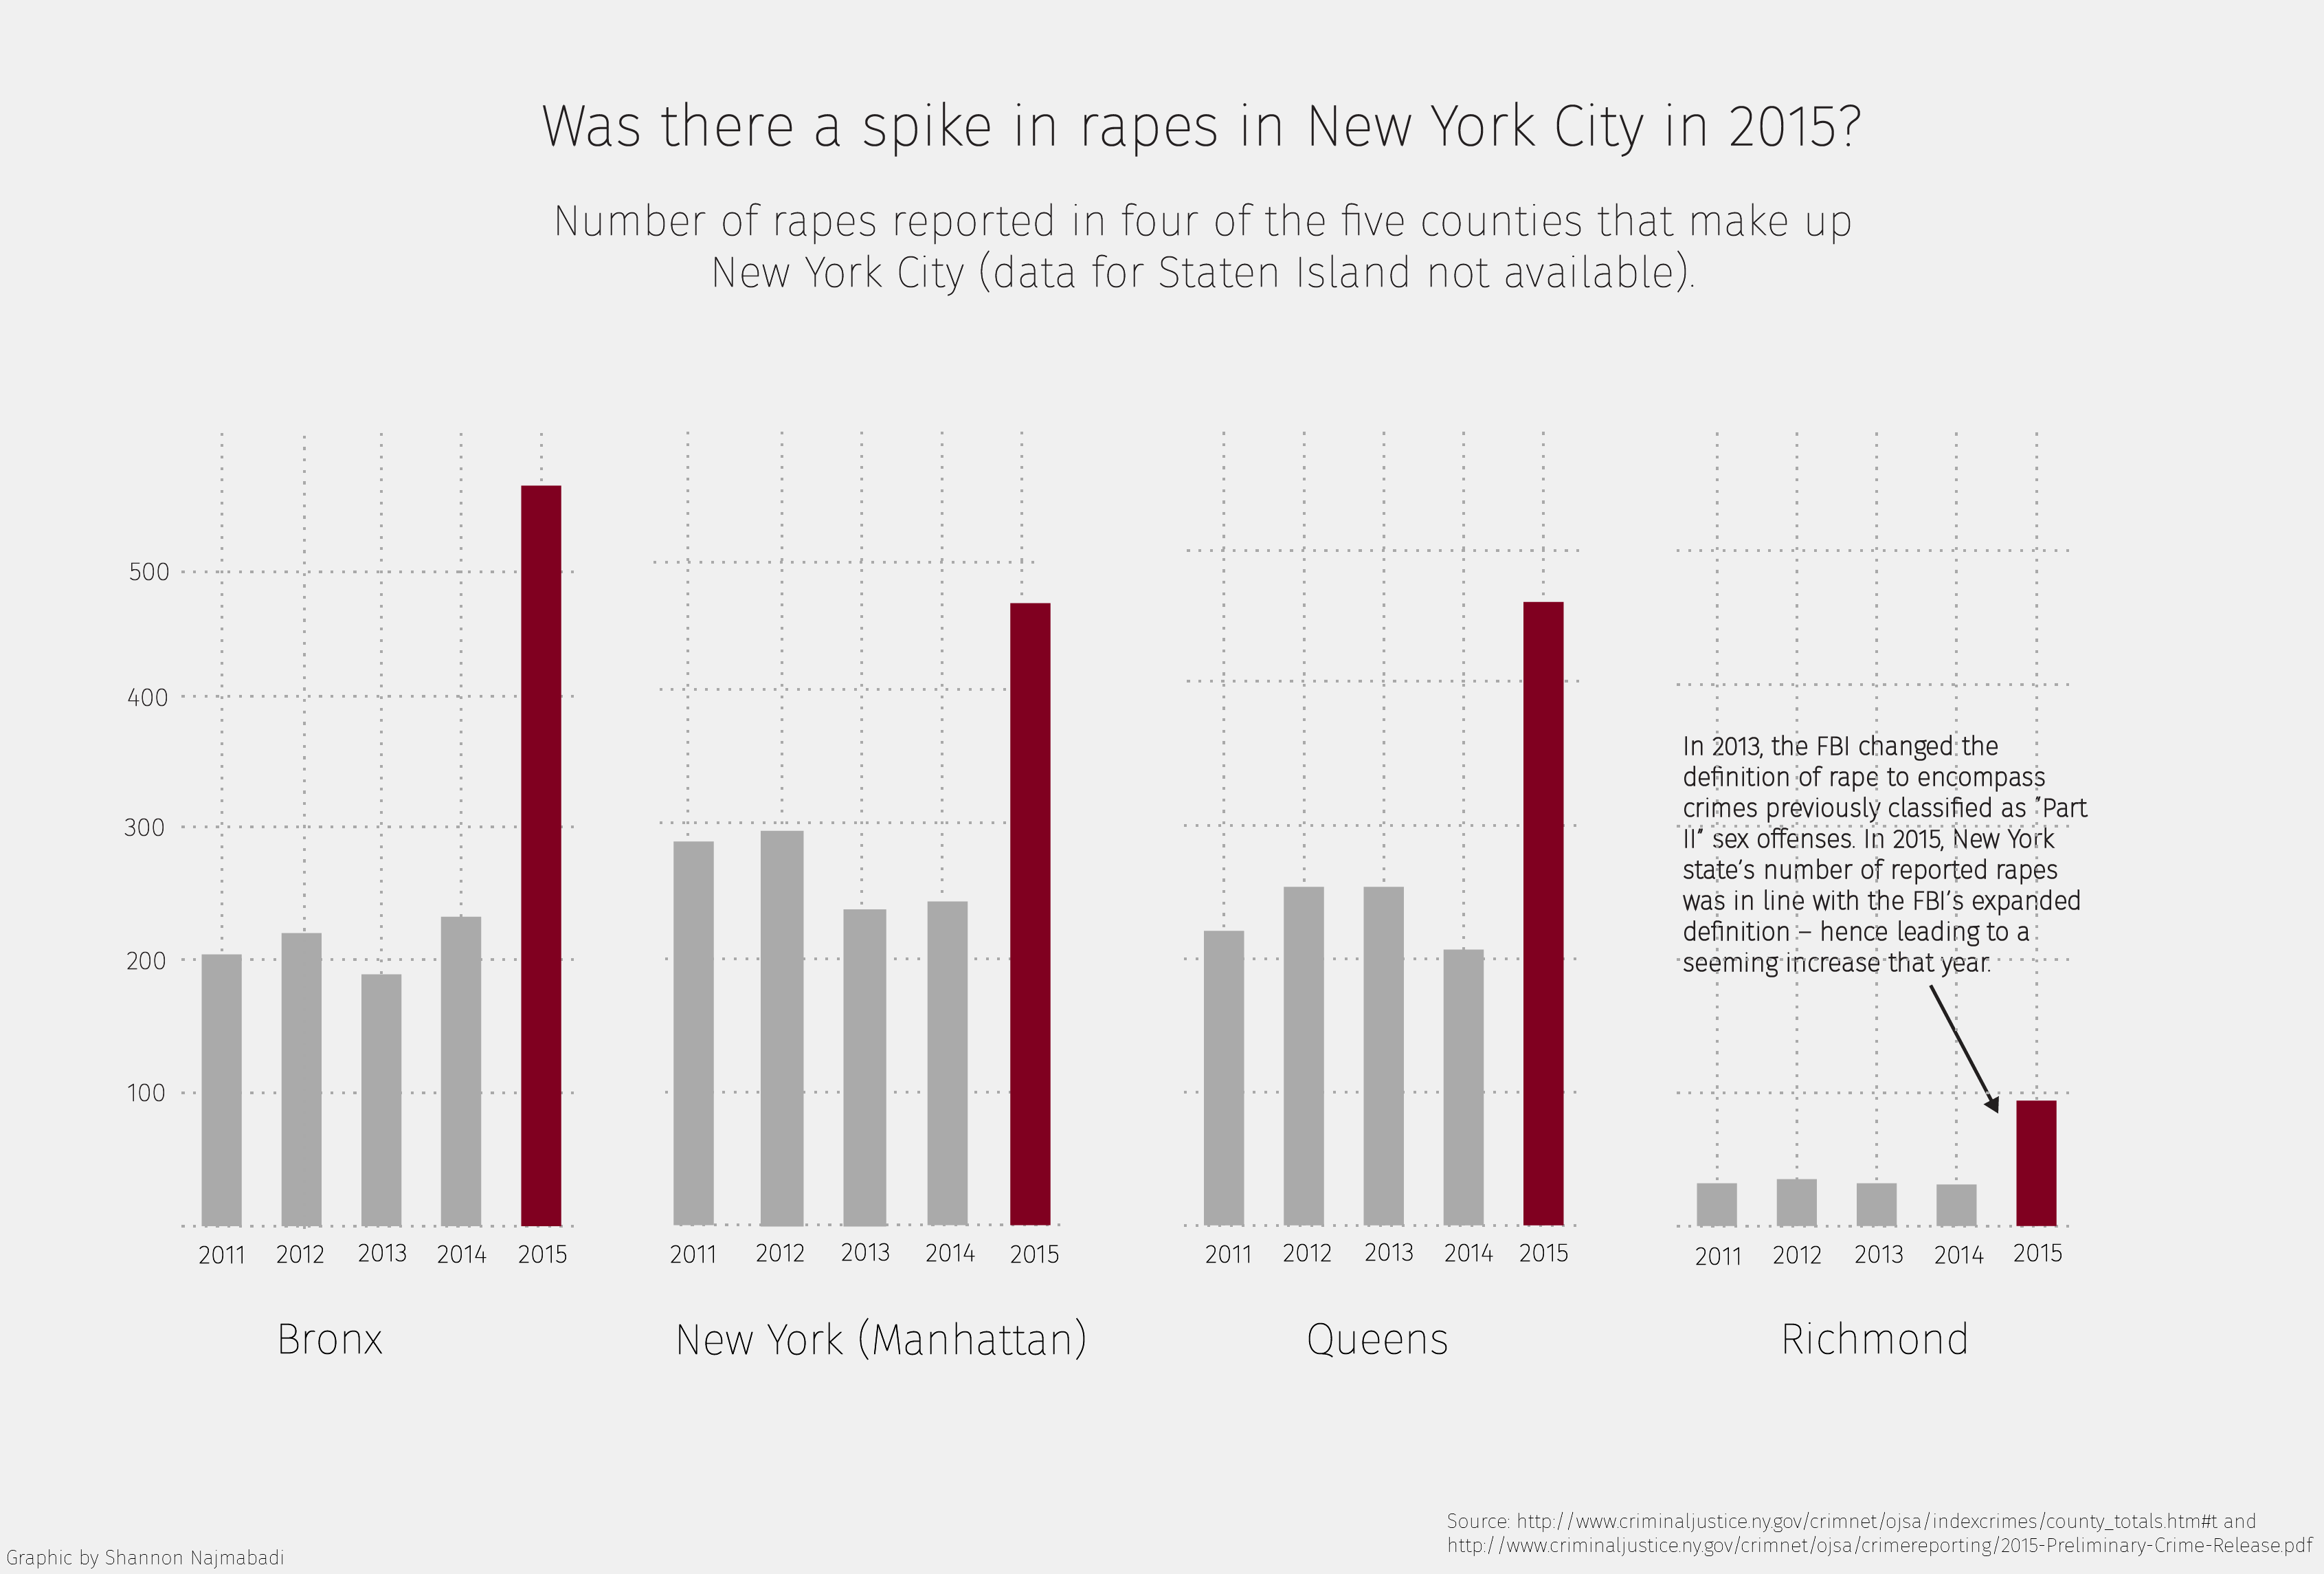 Was there a spike in rapes in New York City in 2015?
Number of rapes reported in four of the five counties that make up
New York City (data for Staten Island not available).
500
400
300
200
100
In 2013, the FBI changed the
definition of rape to encompass
crimes previously classified as "Part
II" sex offenses. In 2015, New York
state's number of reported rapes
was in line with the FBI's expanded
definition – hence leading to a
seeming increase that year.
2011 2012 2013 2014 2015
2011 2012 2013 2014 2015
2011 2012 2013 2014 2015
2011 2012 2013 2014 2015
Bronx
New York (Manhattan)
Queens
Richmond
Source: http://www.criminaljustice.ny.gov/crimnet/ojsa/indexcrimes/county_totals.htm#t and
http://www.criminaljustice.ny.gov/crimnet/ojsa/crimereporting/2015-Preliminary-Crime-Release.pdf
Graphic by Shannon Najmabadi